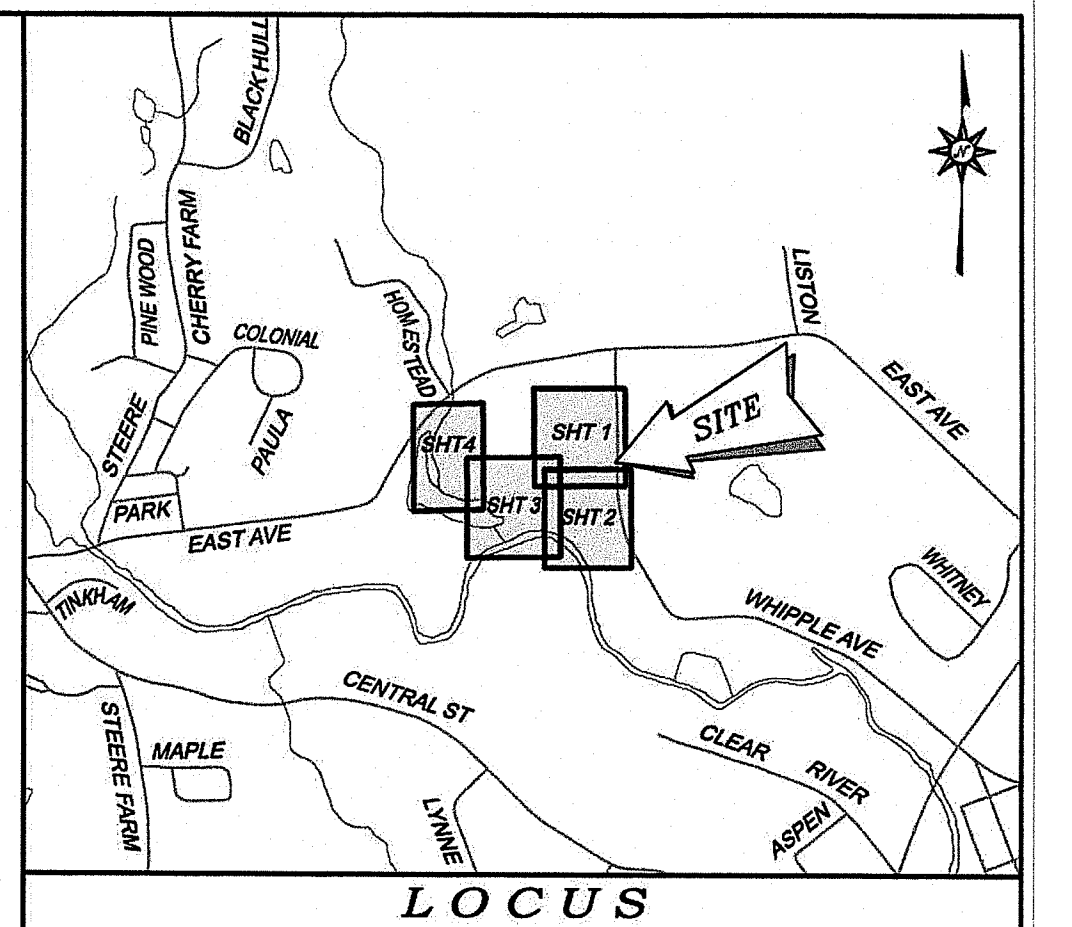 BLACKHULL
N
PINE WOOD
CHERRY FARM
LISTON
HOMESTEAD
COLONIAL
EAST AVE
PAULA
STEERE
SITE
SHT 1
SHT4
SHT 3
SHT 2
PARK
EAST AVE
WHITNEY
TINKHAM
WHIPPLE AVE
CENTRAL ST
STEERE FARM
MAPLE
CLEAR RIVER
LYNNE
ASPEN
LOCUS